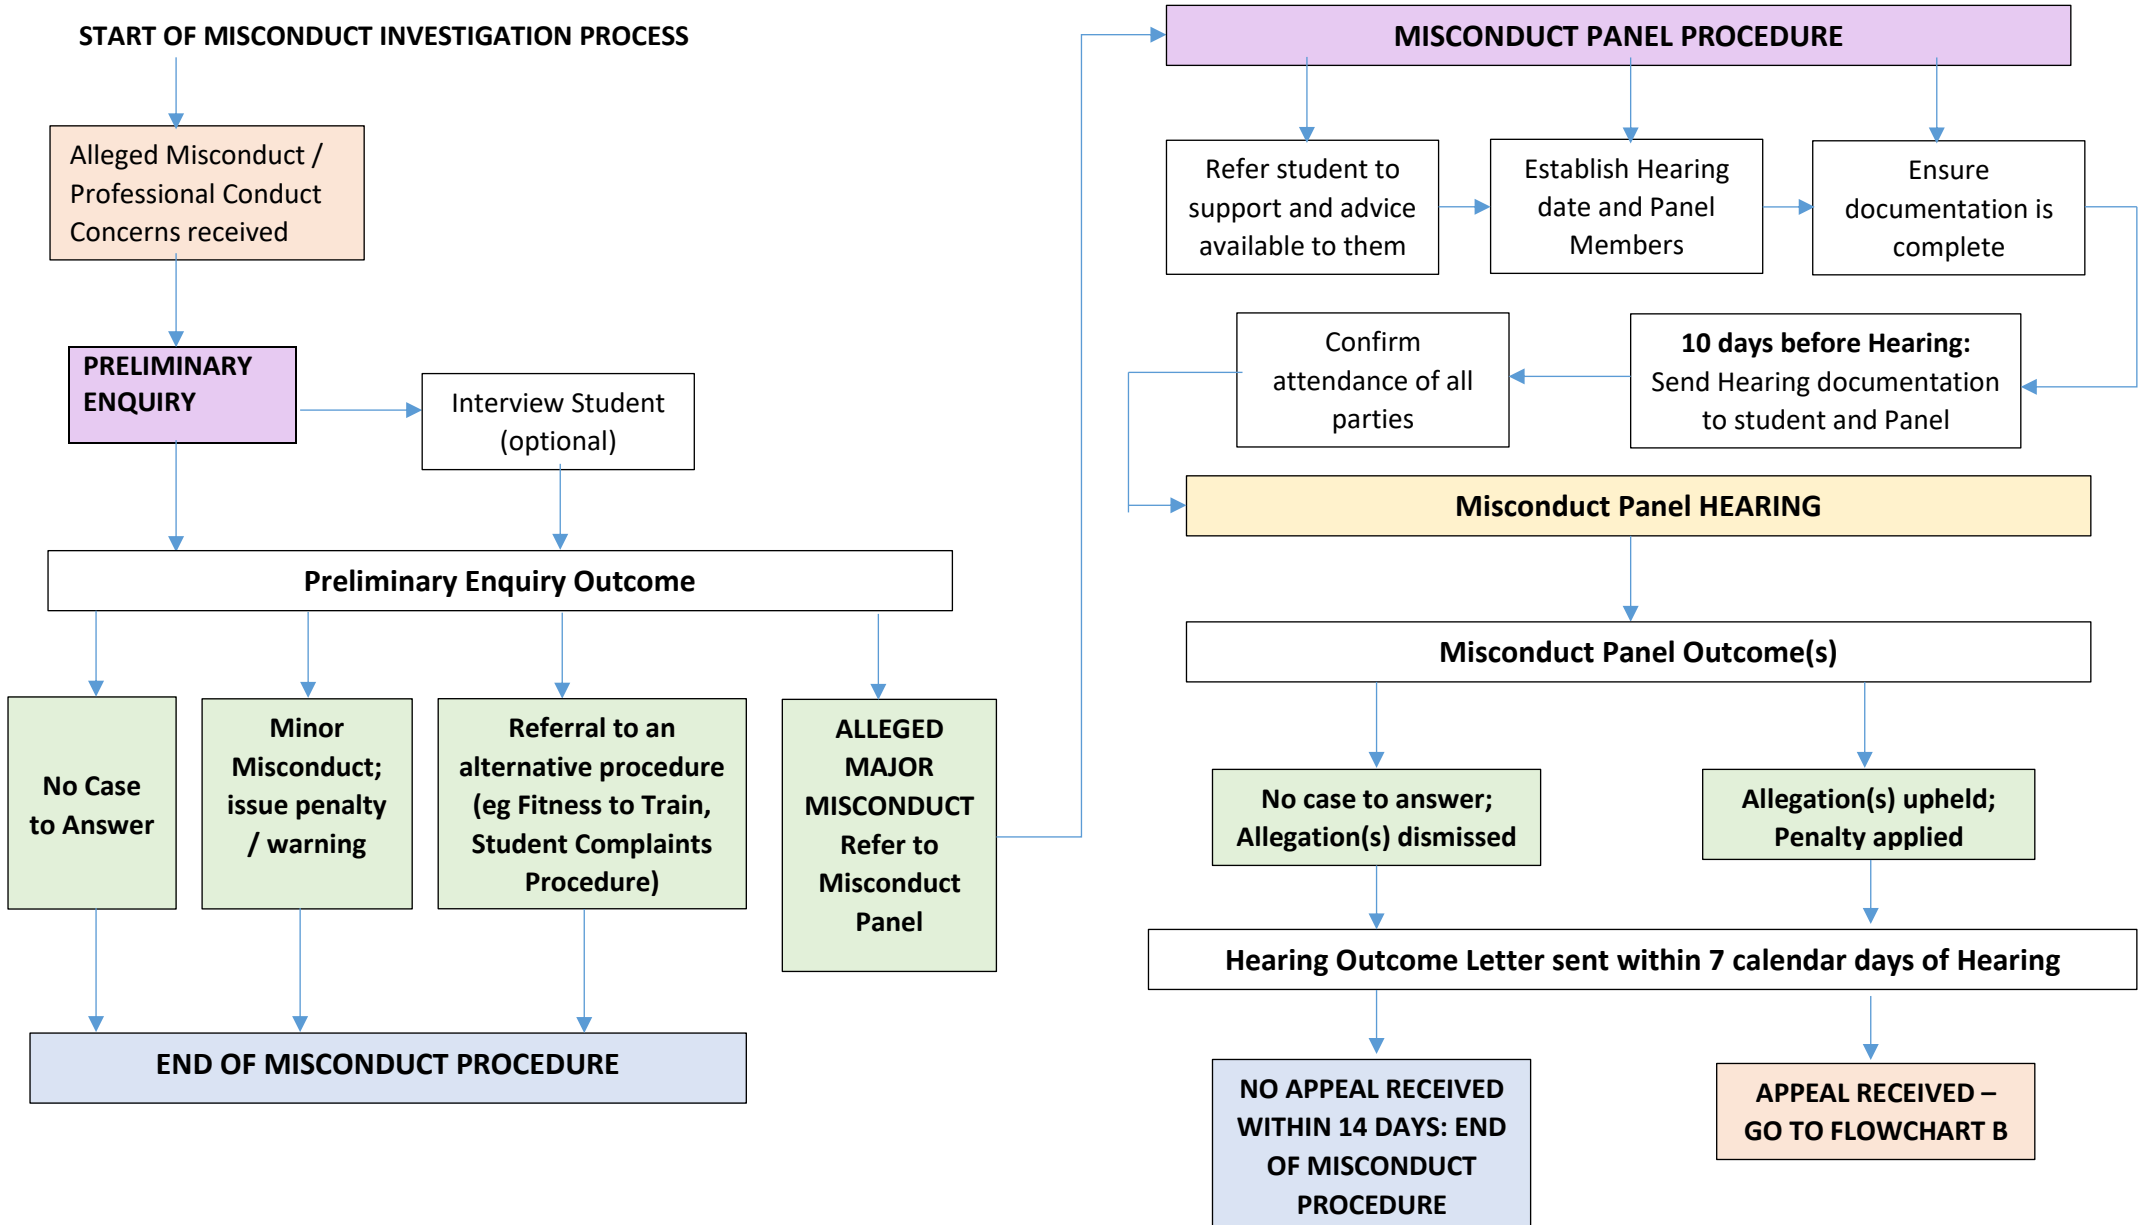 START OF MISCONDUCT INVESTIGATION PROCESS
Alleged Misconduct /
Professional Conduct
Concerns received
PRELIMINARY
ENQUIRY
Interview Student
(optional)
Preliminary Enquiry Outcome
No Case
to Answer
Minor
Misconduct;
issue penalty
/ warning
Referral to an
alternative procedure
(eg Fitness to Train,
Student Complaints
Procedure)
ALLEGED
MAJOR
MISCONDUCT
Refer to
Misconduct
Panel
END OF MISCONDUCT PROCEDURE
MISCONDUCT PANEL PROCEDURE
Refer student to
support and advice
available to them
Establish Hearing
date and Panel
Members
Ensure
documentation is
complete
10 days before Hearing:
Send Hearing documentation
to student and Panel
Confirm
attendance of all
parties
Misconduct Panel HEARING
Misconduct Panel Outcome(s)
No case to answer;
Allegation(s) dismissed
Allegation(s) upheld;
Penalty applied
Hearing Outcome Letter sent within 7 calendar days of Hearing
NO APPEAL RECEIVED
WITHIN 14 DAYS: END
OF MISCONDUCT
PROCEDURE
APPEAL RECEIVED –
GO TO FLOWCHART B